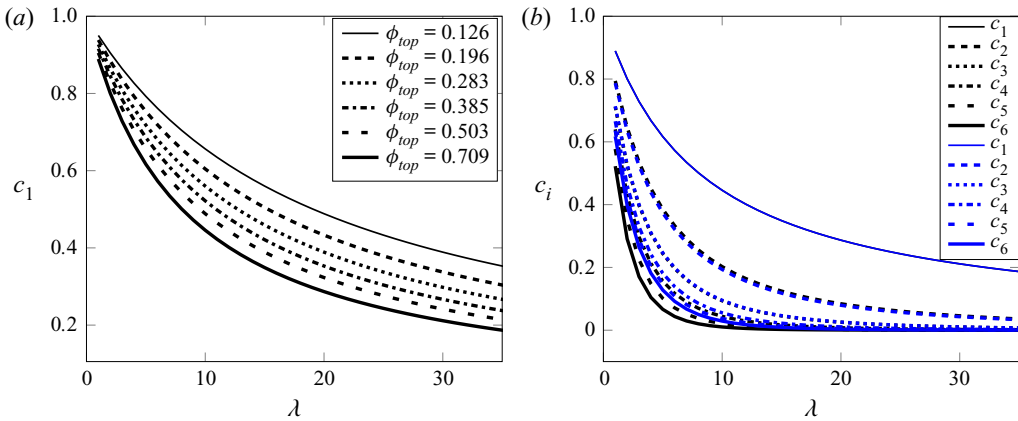 (a)
1.0
0.8
0.6
0.4
0.2
c1
0
10
20
30
λ
ϕtop = 0.126
ϕtop = 0.196
ϕtop = 0.283
ϕtop = 0.385
ϕtop = 0.503
ϕtop = 0.709
(b)
1.0
0.8
0.6
0.4
0.2
0
ci
0
10
20
30
λ
c1
c2
c3
c4
c5
c6
c1
c2
c3
c4
c5
c6